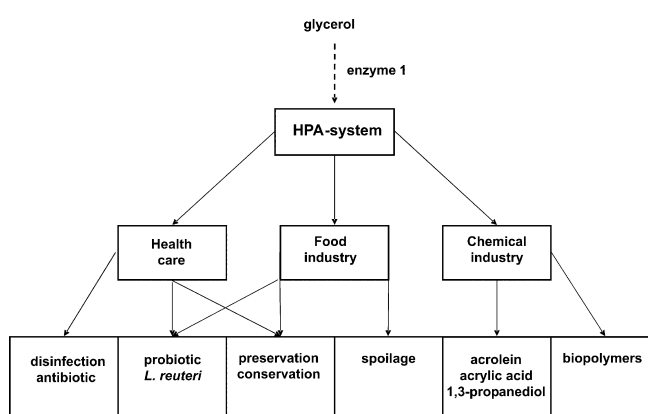 glycerol
enzyme 1
HPA-system
Health
care
Food
industry
Chemical
industry
disinfection
antibiotic
probiotic
L. reuteri
preservation
conservation
spoilage
acrolein
acrylic acid
1,3-propanediol
biopolymers